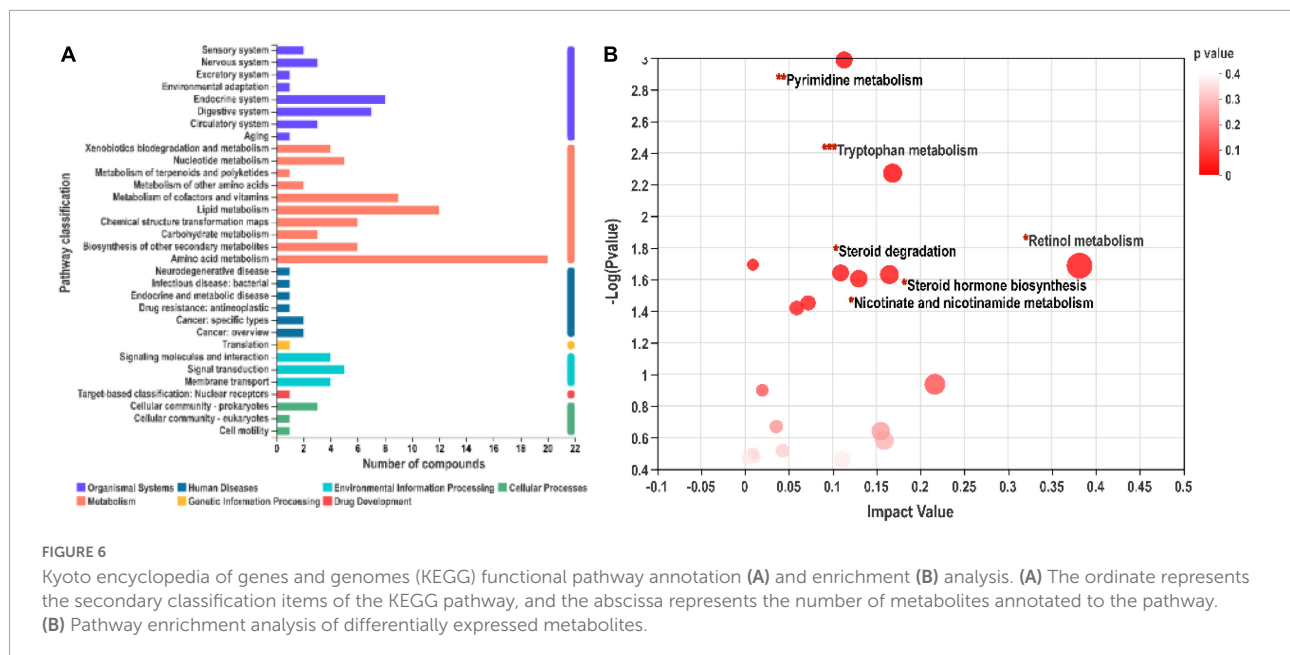 A
Pathway classification
Sensory system
Nervous system
Excretory system
Environmental adaptation
Endocrine system
Digestive system
Circulatory system
Aging
Xenobiotics biodegradation and metabolism
Nucleotide metabolism
Metabolism of terpenoids and polyketides
Metabolism of other amino acids
Metabolism of cofactors and vitamins
Lipid metabolism
Chemical structure transformation maps
Carbohydrate metabolism
Biosynthesis of other secondary metabolites
Amino acid metabolism
Neurodegenerative disease
Infectious disease: bacterial
Endocrine and metabolic disease
Drug resistance: antineoplastic
Cancer: specific types
Cancer: overview
Translation
Signaling molecules and interaction
Signal transduction
Membrane transport
Target-based classification: Nuclear receptors
Cellular community - prokaryotes
Cellular community - eukaryotes
Cell motility
0 2 4 6 8 10 12 14 16 18 20 22
Number of compounds
Organismal Systems Human Diseases Environmental Information Processing Cellular Processes
Metabolism Genetic Information Processing Drug Development
B
-Log(Pvalue)
3
2.8
2.6
2.4
2.2
2
1.8
1.6
1.4
1.2
1
0.8
0.6
0.4
**Pyrimidine metabolism
***Tryptophan metabolism
*Retinol metabolism
*Steroid degradation
*Steroid hormone biosynthesis
*Nicotinate and nicotinamide metabolism
-0.1 -0.05 0 0.05 0.1 0.15 0.2 0.25 0.3 0.35 0.4 0.45 0.5
Impact Value
p value
0.4
0.3
0.2
0.1
0
FIGURE 6
Kyoto encyclopedia of genes and genomes (KEGG) functional pathway annotation (A) and enrichment (B) analysis. (A) The ordinate represents
the secondary classification items of the KEGG pathway, and the abscissa represents the number of metabolites annotated to the pathway.
(B) Pathway enrichment analysis of differentially expressed metabolites.